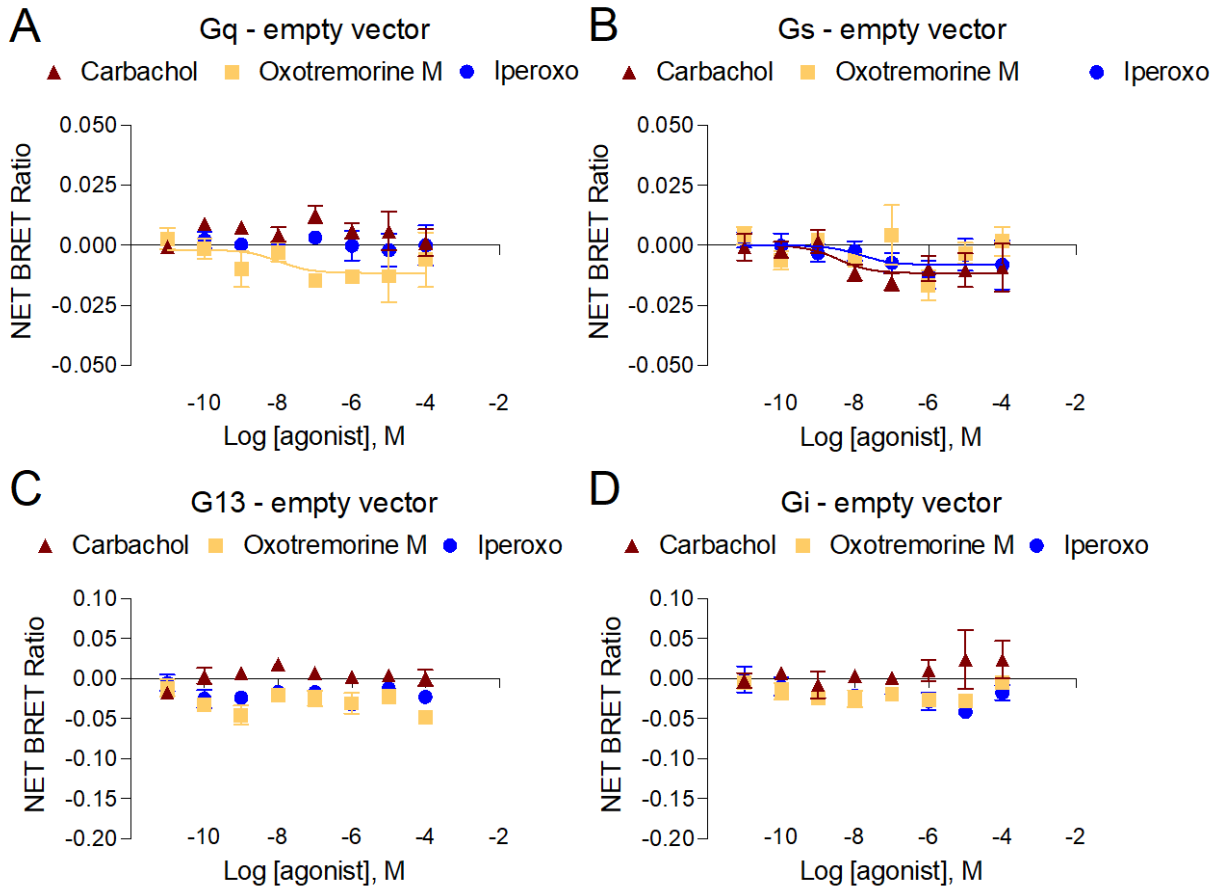 A
Gq - empty vector
Carbachol Oxotremorine M Iperoxo
0.050
0.025
0.000
-0.025
-0.050
NET BRET Ratio
-10 -8 -6 -4 -2
Log [agonist], M
B
Gs - empty vector
Carbachol Oxotremorine M Iperoxo
0.050
0.025
0.000
-0.025
-0.050
NET BRET Ratio
-10 -8 -6 -4 -2
Log [agonist], M
C
G13 - empty vector
Carbachol Oxotremorine M Iperoxo
0.10
0.05
0.00
-0.05
-0.10
-0.15
-0.20
NET BRET Ratio
-10 -8 -6 -4 -2
Log [agonist], M
D
Gi - empty vector
Carbachol Oxotremorine M Iperoxo
0.10
0.05
0.00
-0.05
-0.10
-0.15
-0.20
NET BRET Ratio
-10 -8 -6 -4 -2
Log [agonist], M